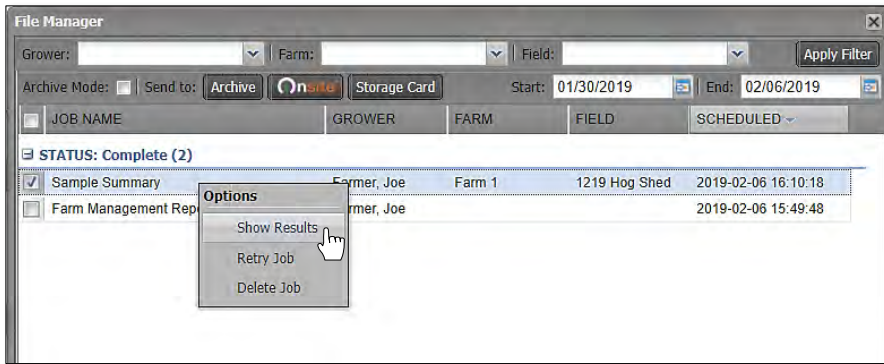 File Manager
Grower: Farm: Field: Apply Filter
Archive Mode: Send to: Archive Onsite Storage Card Start: 01/30/2019 End: 02/06/2019
JOB NAME GROWER FARM FIELD SCHEDULED
STATUS: Complete (2)
Sample Summary Farmer, Joe Farm 1 1219 Hog Shed 2019-02-06 16:10:18
Farm Management Rep rmer, Joe 2019-02-06 15:49:48
Options
Show Results
Retry Job
Delete Job